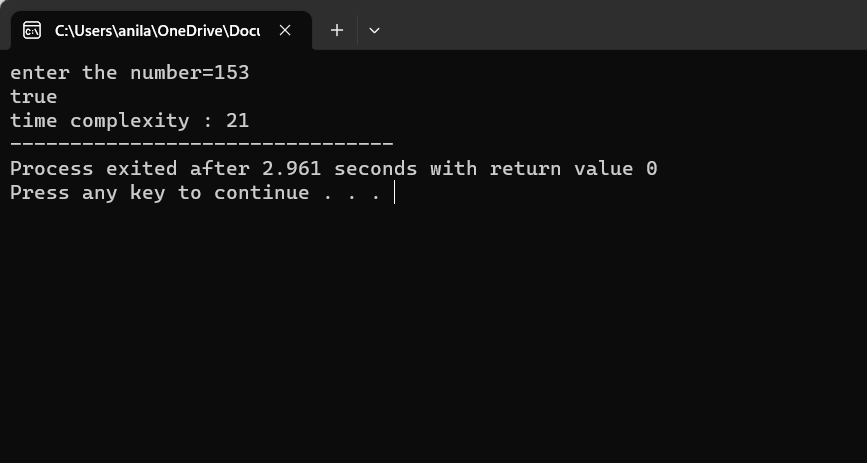 C:\Users\anila\OneDrive\Docu
enter the number=153
true
time complexity : 21
--------------------------------
Process exited after 2.961 seconds with return value 0
Press any key to continue . . .